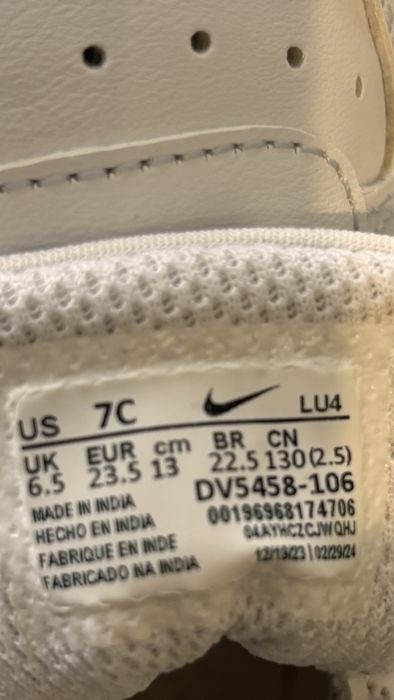 US 7C LU4
UK EUR cm BR CN
6.5 23.5 13 22.5 130(2.5)
DV5458-106
MADE IN INDIA 00196968174706
HECHO EN INDIA 04AYHCZCJWQHJ
FABRIQUE EN INDE 12/19/23 | 02/29/24
FABRICADO NA INDIA